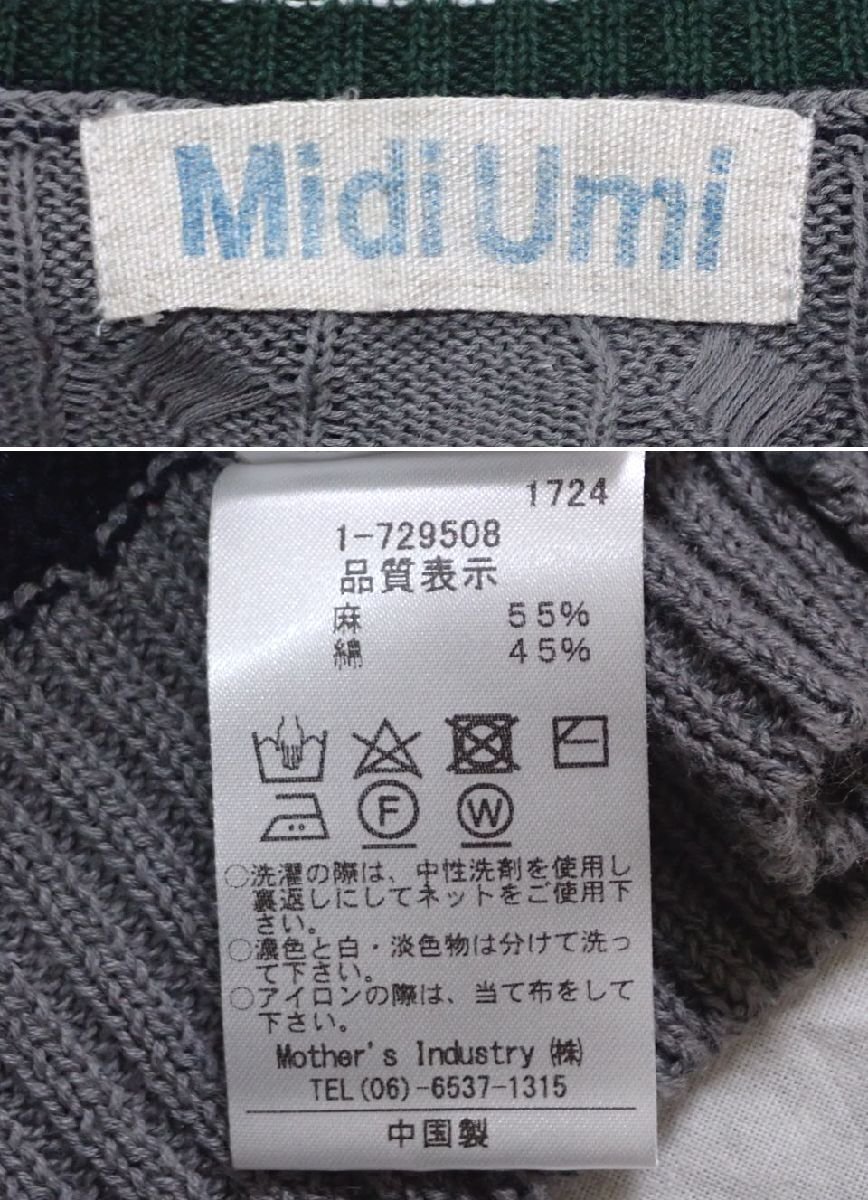 Midi Umi
1724
1-729508
品質表示
麻 55%
綿 45%
F W
○洗濯の際は、中性洗剤を使用し
裏返しにしてネットをご使用下
さい。
○濃色と白・淡色物は分けて洗っ
て下さい。
○アイロンの際は、当て布をして
下さい。
Mother's Industry ㈱
TEL(06)-6537-1315
中国製